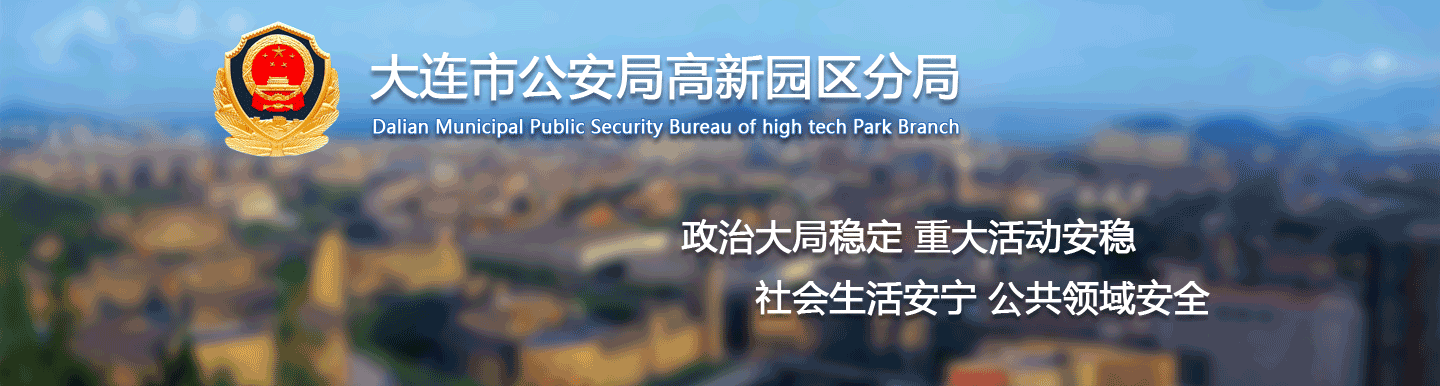 大连市公安局高新园区分局
Dalian Municipal Public Security Bureau of high tech Park Branch
政治大局稳定 重大活动安稳
社会生活安宁 公共领域安全